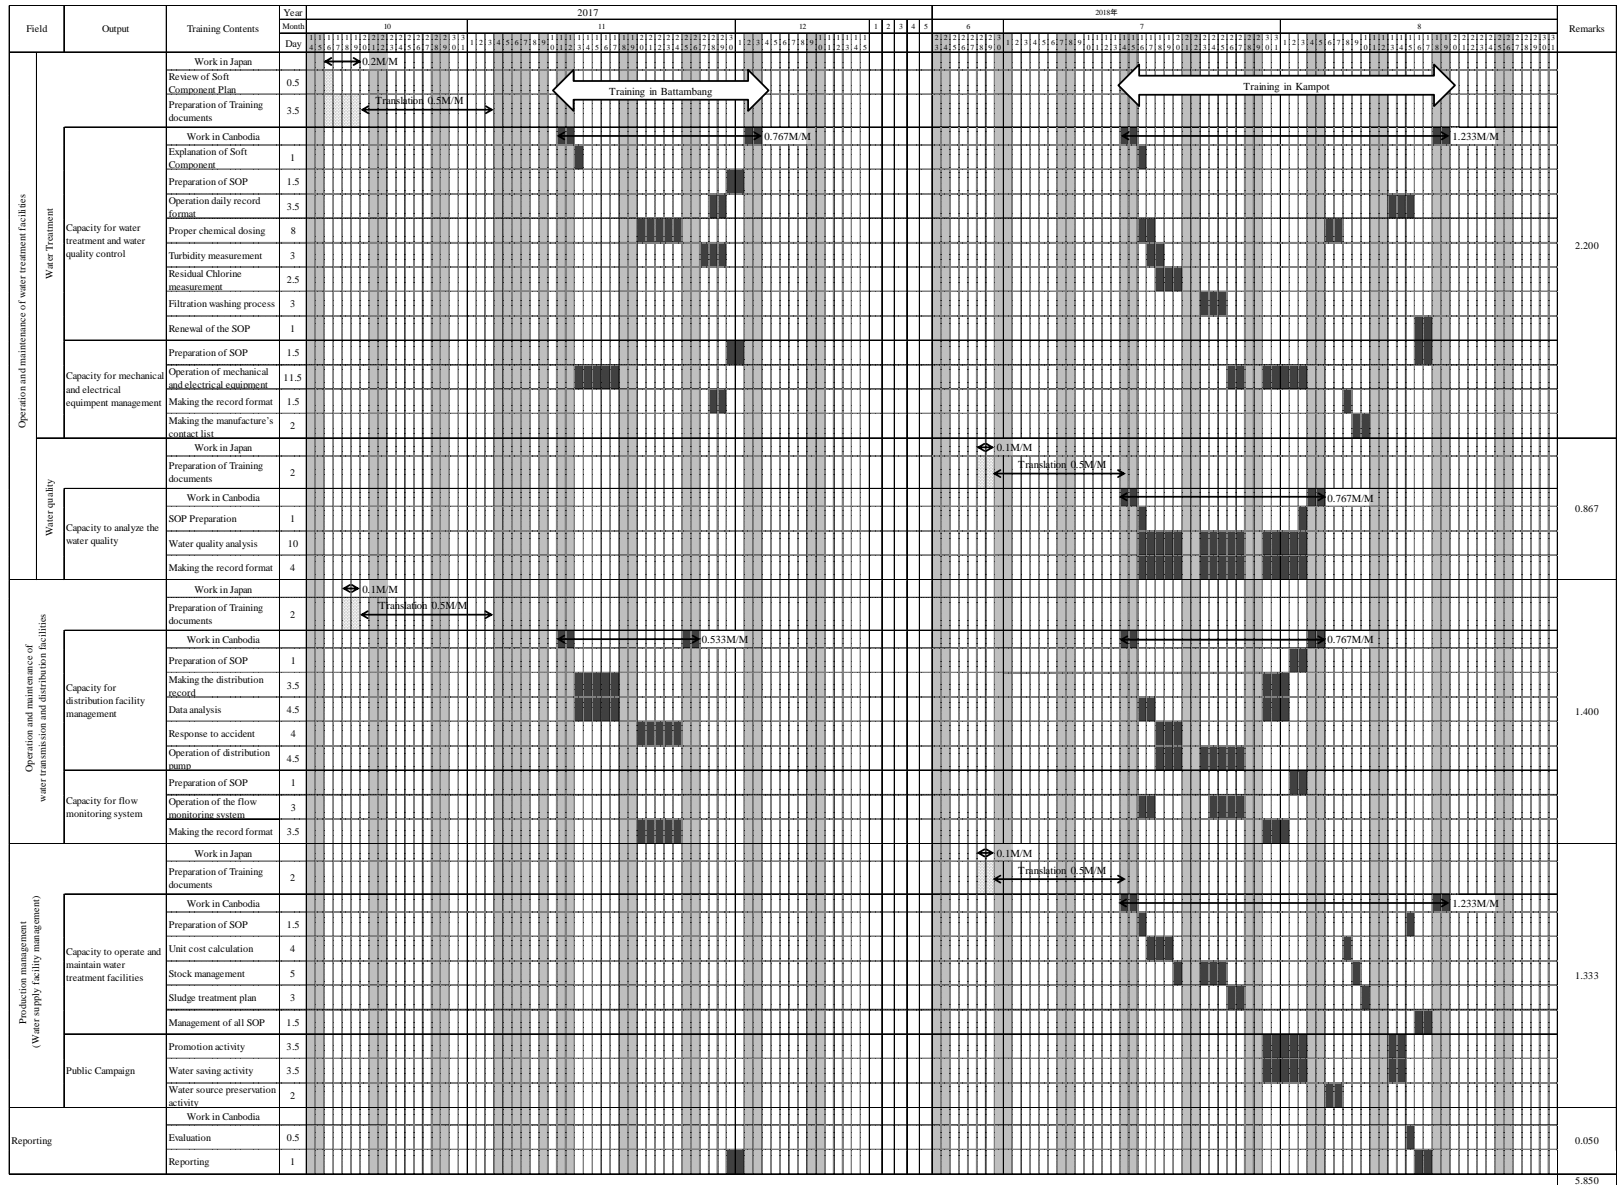 Field
Output
Training Contents
Year
Month
Day
2017
2018年
Remarks
10
11
12
1 2 3 4 5
6
7
8
Operation and maintenance of water treatment facilities
Water Treatment
Work in Japan
0.2M/M
Review of Soft
Component Plan
0.5
Preparation of Training
documents
3.5
Translation 0.5M/M
Training in Battambang
Training in Kampot
Capacity for water
treatment and water
quality control
Work in Canbodia
0.767M/M
1.233M/M
Explanation of Soft
Component
1
Preparation of SOP
1.5
Operation daily record
format
3.5
Proper chemical dosing
8
Turbidity measurement
3
Residual Chlorine
measurement
2.5
Filtration washing process
3
Renewal of the SOP
1
2.200
Capacity for mechanical
and electrical
equimpent management
Preparation of SOP
1.5
Operation of mechanical
and electrical equipment
11.5
Making the record format
1.5
Making the manufacture's
contact list
2
Water quality
Work in Japan
0.1M/M
Preparation of Training
documents
2
Translation 0.5M/M
Capacity to analyze the
water quality
Work in Canbodia
0.767M/M
SOP Preparation
1
Water quality analysis
10
Making the record format
4
0.867
Operation and maintenance of
water transmission and distribution facilities
Work in Japan
0.1M/M
Preparation of Training
documents
2
Translation 0.5M/M
Capacity for
distribution facility
management
Work in Canbodia
0.533M/M
0.767M/M
Preparation of SOP
1
Making the distribution
record
3.5
Data analysis
4.5
Response to accident
4
Operation of distribution
pump
4.5
1.400
Capacity for flow
monitoring system
Preparation of SOP
1
Operation of the flow
monitoring system
3
Making the record format
3.5
Production management
(Water supply facility management)
Work in Japan
0.1M/M
Preparation of Training
documents
2
Translation 0.5M/M
Capacity to operate and
maintain water
treatment facilities
Work in Canbodia
1.233M/M
Preparation of SOP
1.5
Unit cost calculation
4
Stock management
5
Sludge treatment plan
3
Management of all SOP
1.5
1.333
Public Campaign
Promotion activity
3.5
Water saving activity
3.5
Water source preservation
activity
2
Reporting
Work in Canbodia
Evaluation
0.5
Reporting
1
0.050
5.850